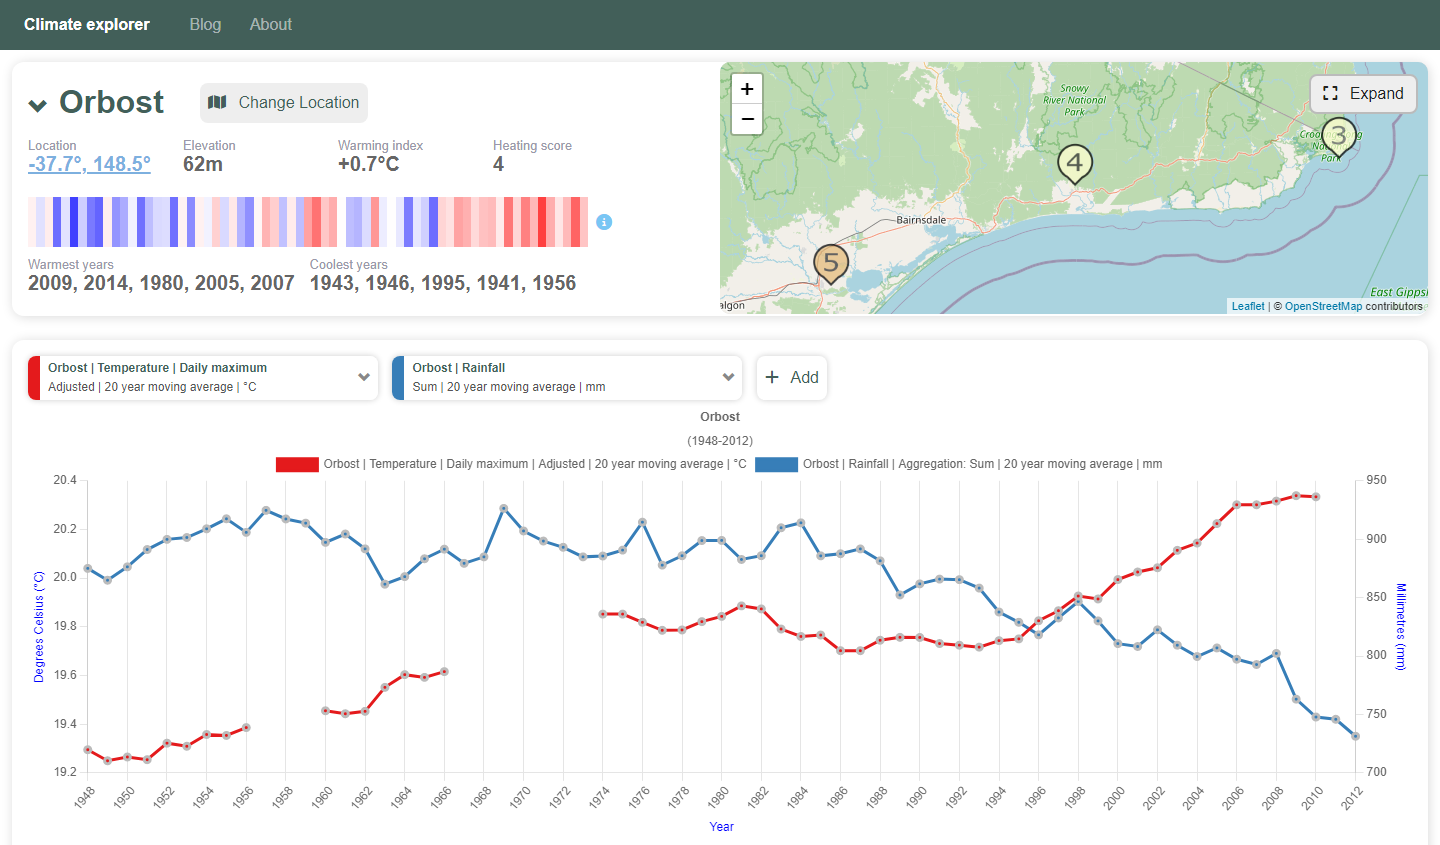 Climate explorer Blog About
Orbost Change Location
Location Elevation Warming index Heating score
-37.7°, 148.5° 62m +0.7°C 4
Warmest years Coolest years
2009, 2014, 1980, 2005, 2007 1943, 1946, 1995, 1941, 1956
+
−
Expand
Snowy
River National
Park
3
Park
4
Bairnsdale
5
algon
East Gippsl
Leaflet | © OpenStreetMap contributors
Orbost | Temperature | Daily maximum
Adjusted | 20 year moving average | °C
Orbost | Rainfall
Sum | 20 year moving average | mm
+ Add
Orbost
(1948-2012)
Orbost | Temperature | Daily maximum | Adjusted | 20 year moving average | °C Orbost | Rainfall | Aggregation: Sum | 20 year moving average | mm
Degrees Celsius (°C)
20.4
20.2
20.0
19.8
19.6
19.4
19.2
950
900
850
800
750
700
Millimetres (mm)
1948 1950 1952 1954 1956 1958 1960 1962 1964 1966 1968 1970 1972 1974 1976 1978 1980 1982 1984 1986 1988 1990 1992 1994 1996 1998 2000 2002 2004 2006 2008 2010 2012
Year